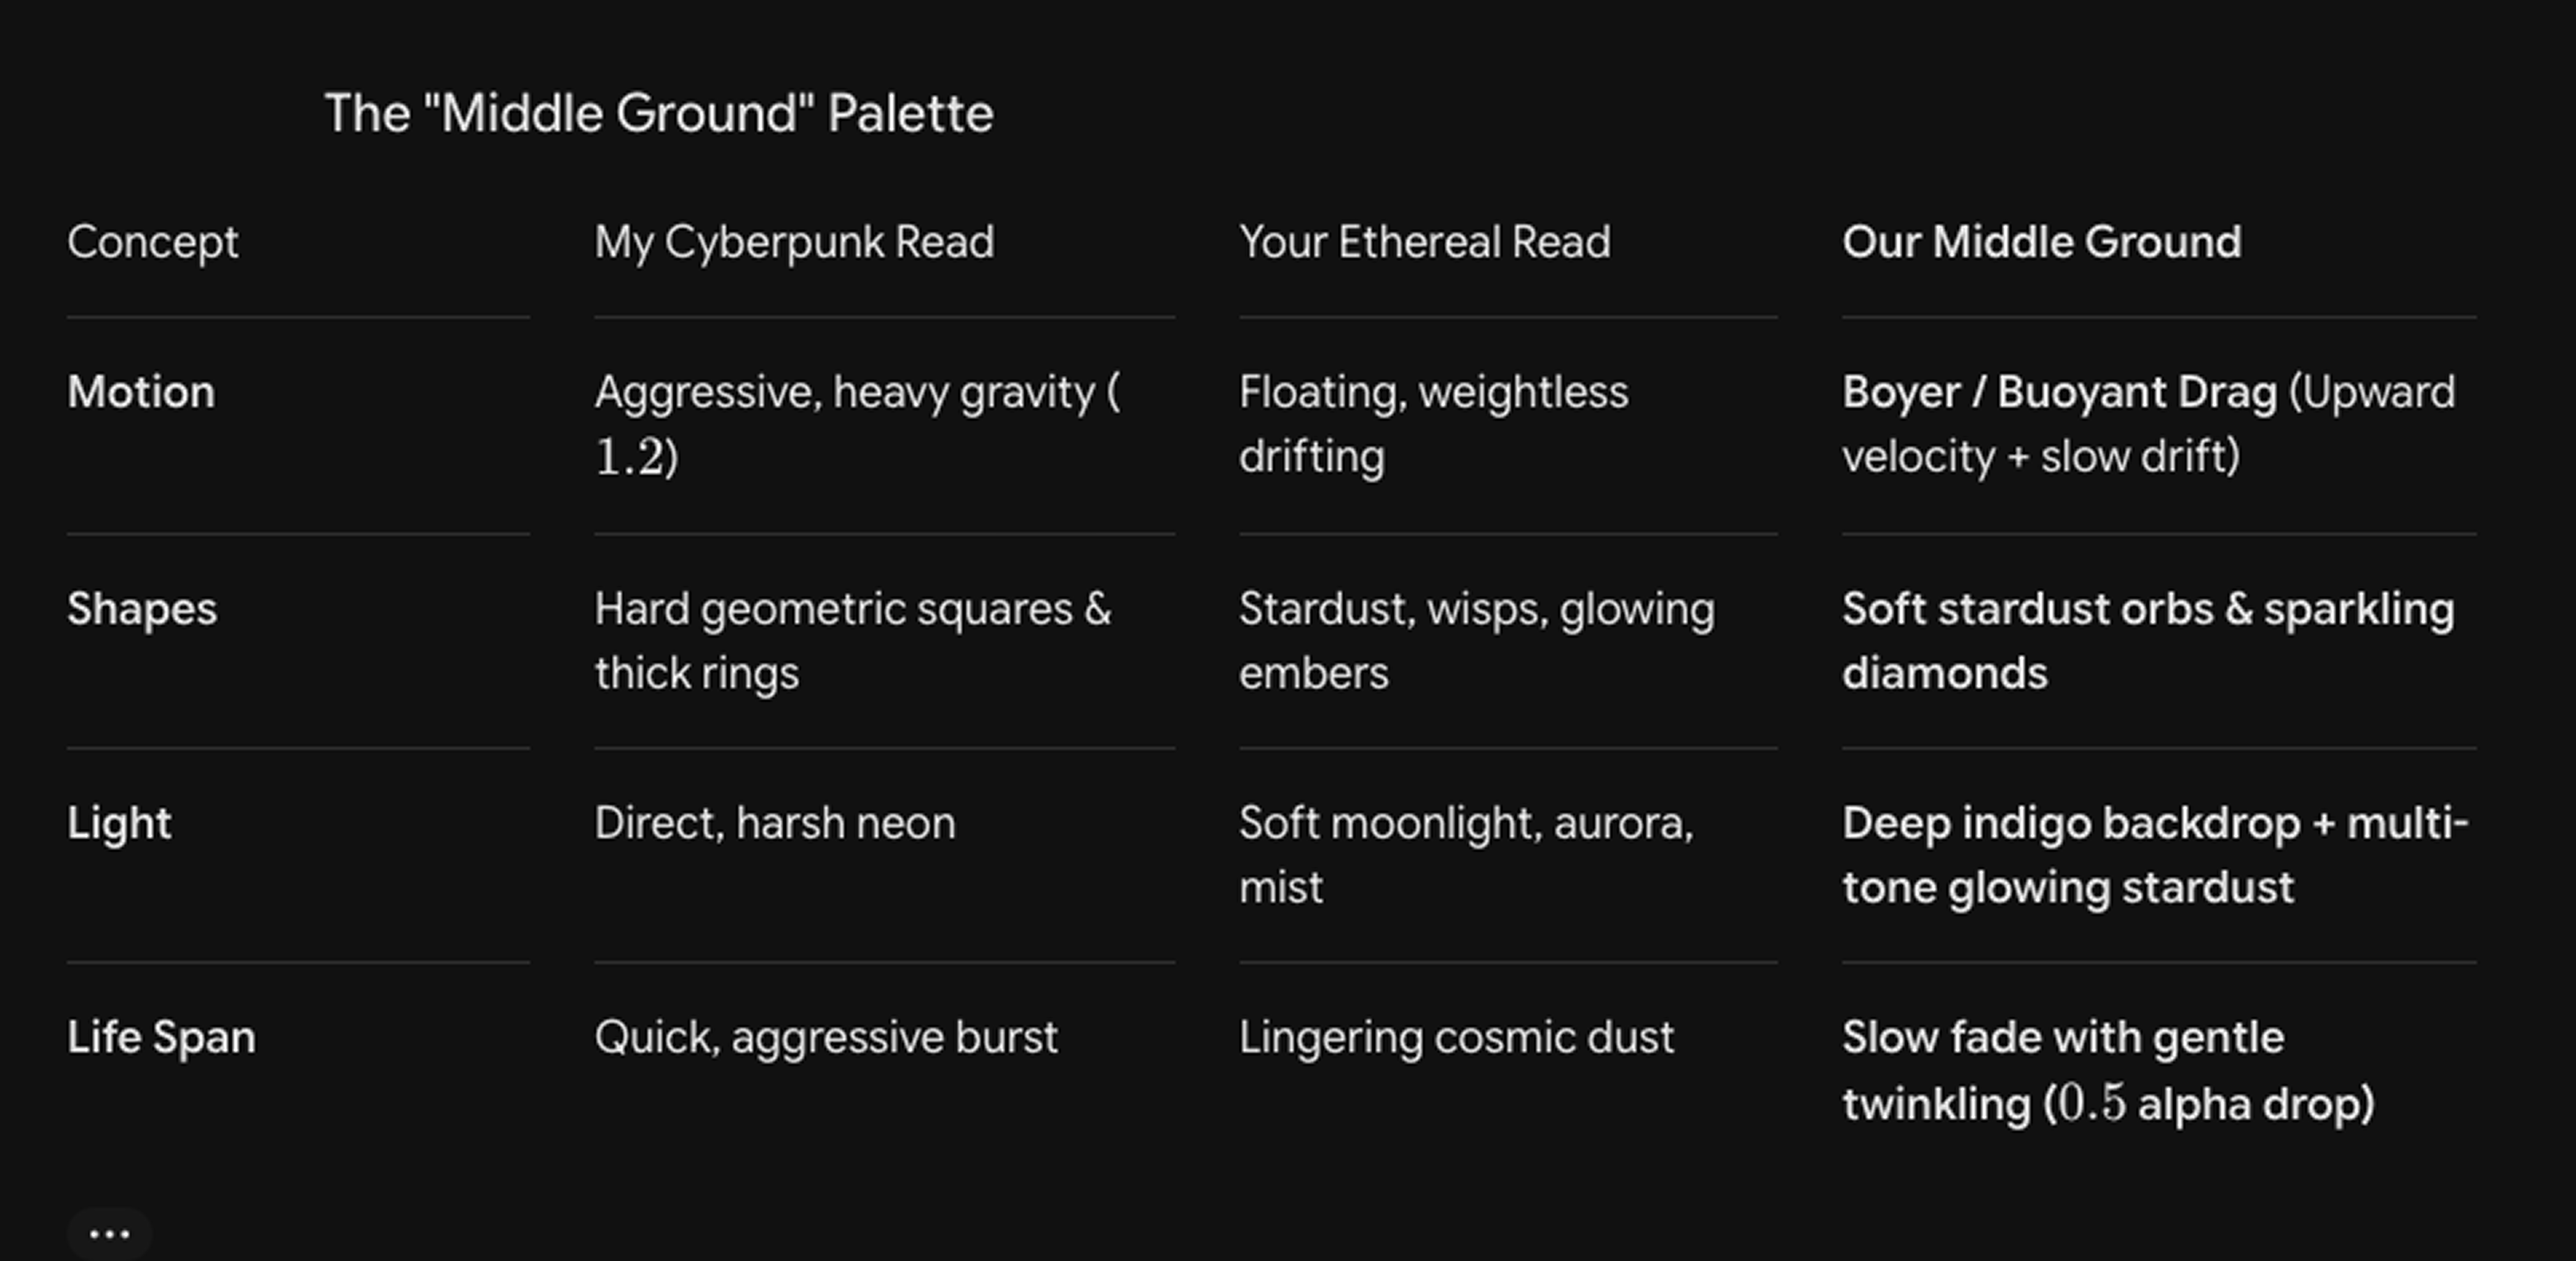 The "Middle Ground" Palette
Concept
My Cyberpunk Read
Your Ethereal Read
Our Middle Ground
Motion
Aggressive, heavy gravity (
1.2)
Floating, weightless
drifting
Boyer / Buoyant Drag (Upward
velocity + slow drift)
Shapes
Hard geometric squares &
thick rings
Stardust, wisps, glowing
embers
Soft stardust orbs & sparkling
diamonds
Light
Direct, harsh neon
Soft moonlight, aurora,
mist
Deep indigo backdrop + multi-
tone glowing stardust
Life Span
Quick, aggressive burst
Lingering cosmic dust
Slow fade with gentle
twinkling (0.5 alpha drop)